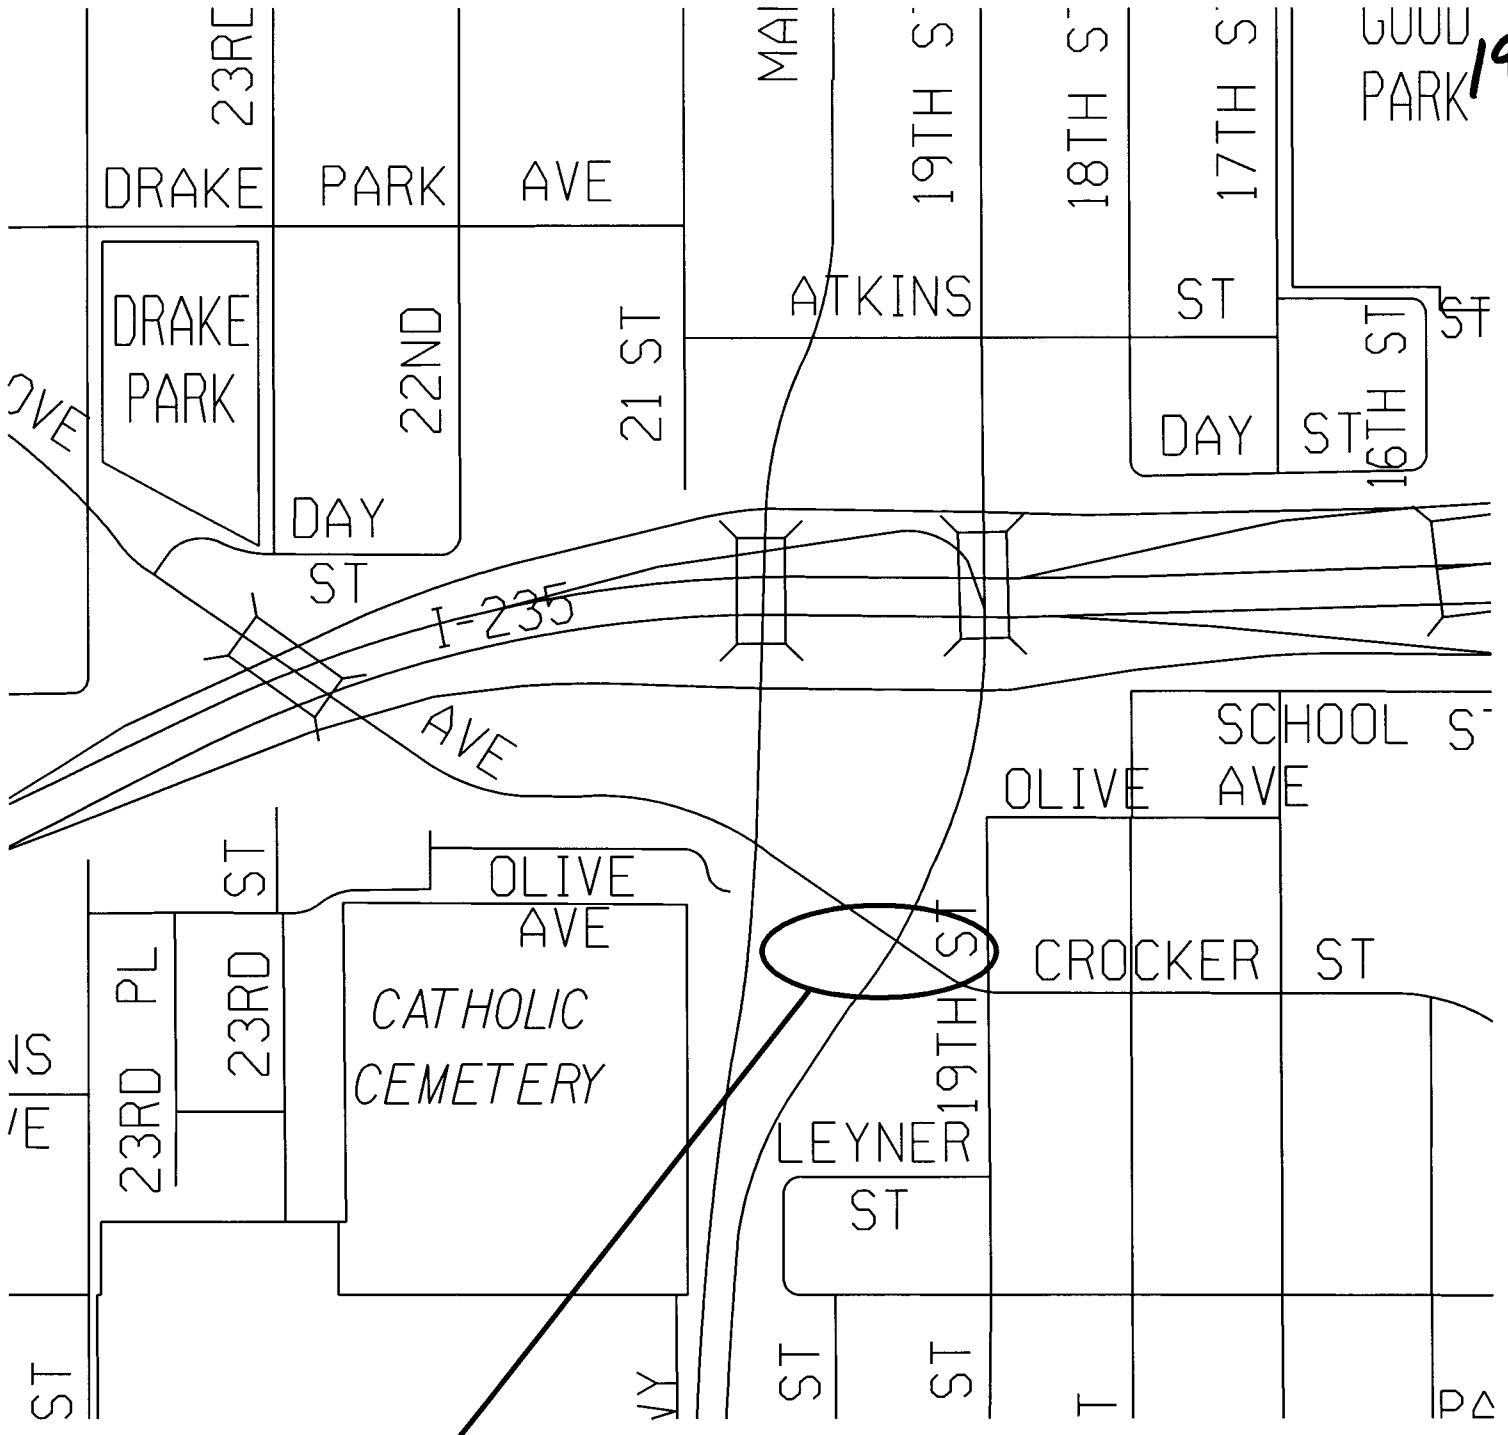 23RD
19TH ST
18TH ST
17TH ST
GOOD
PARK
DRAKE PARK AVE
DRAKE
PARK
22ND
21 ST
ATKINS ST
ST
16TH ST
DAY ST
DAY
ST
I-235
AVE
SCHOOL ST
OLIVE AVE
ST
OLIVE
AVE
ST
CROCKER ST
23RD PL
23RD
CATHOLIC
CEMETERY
19TH
LEYNER
ST
ST
ST
ST